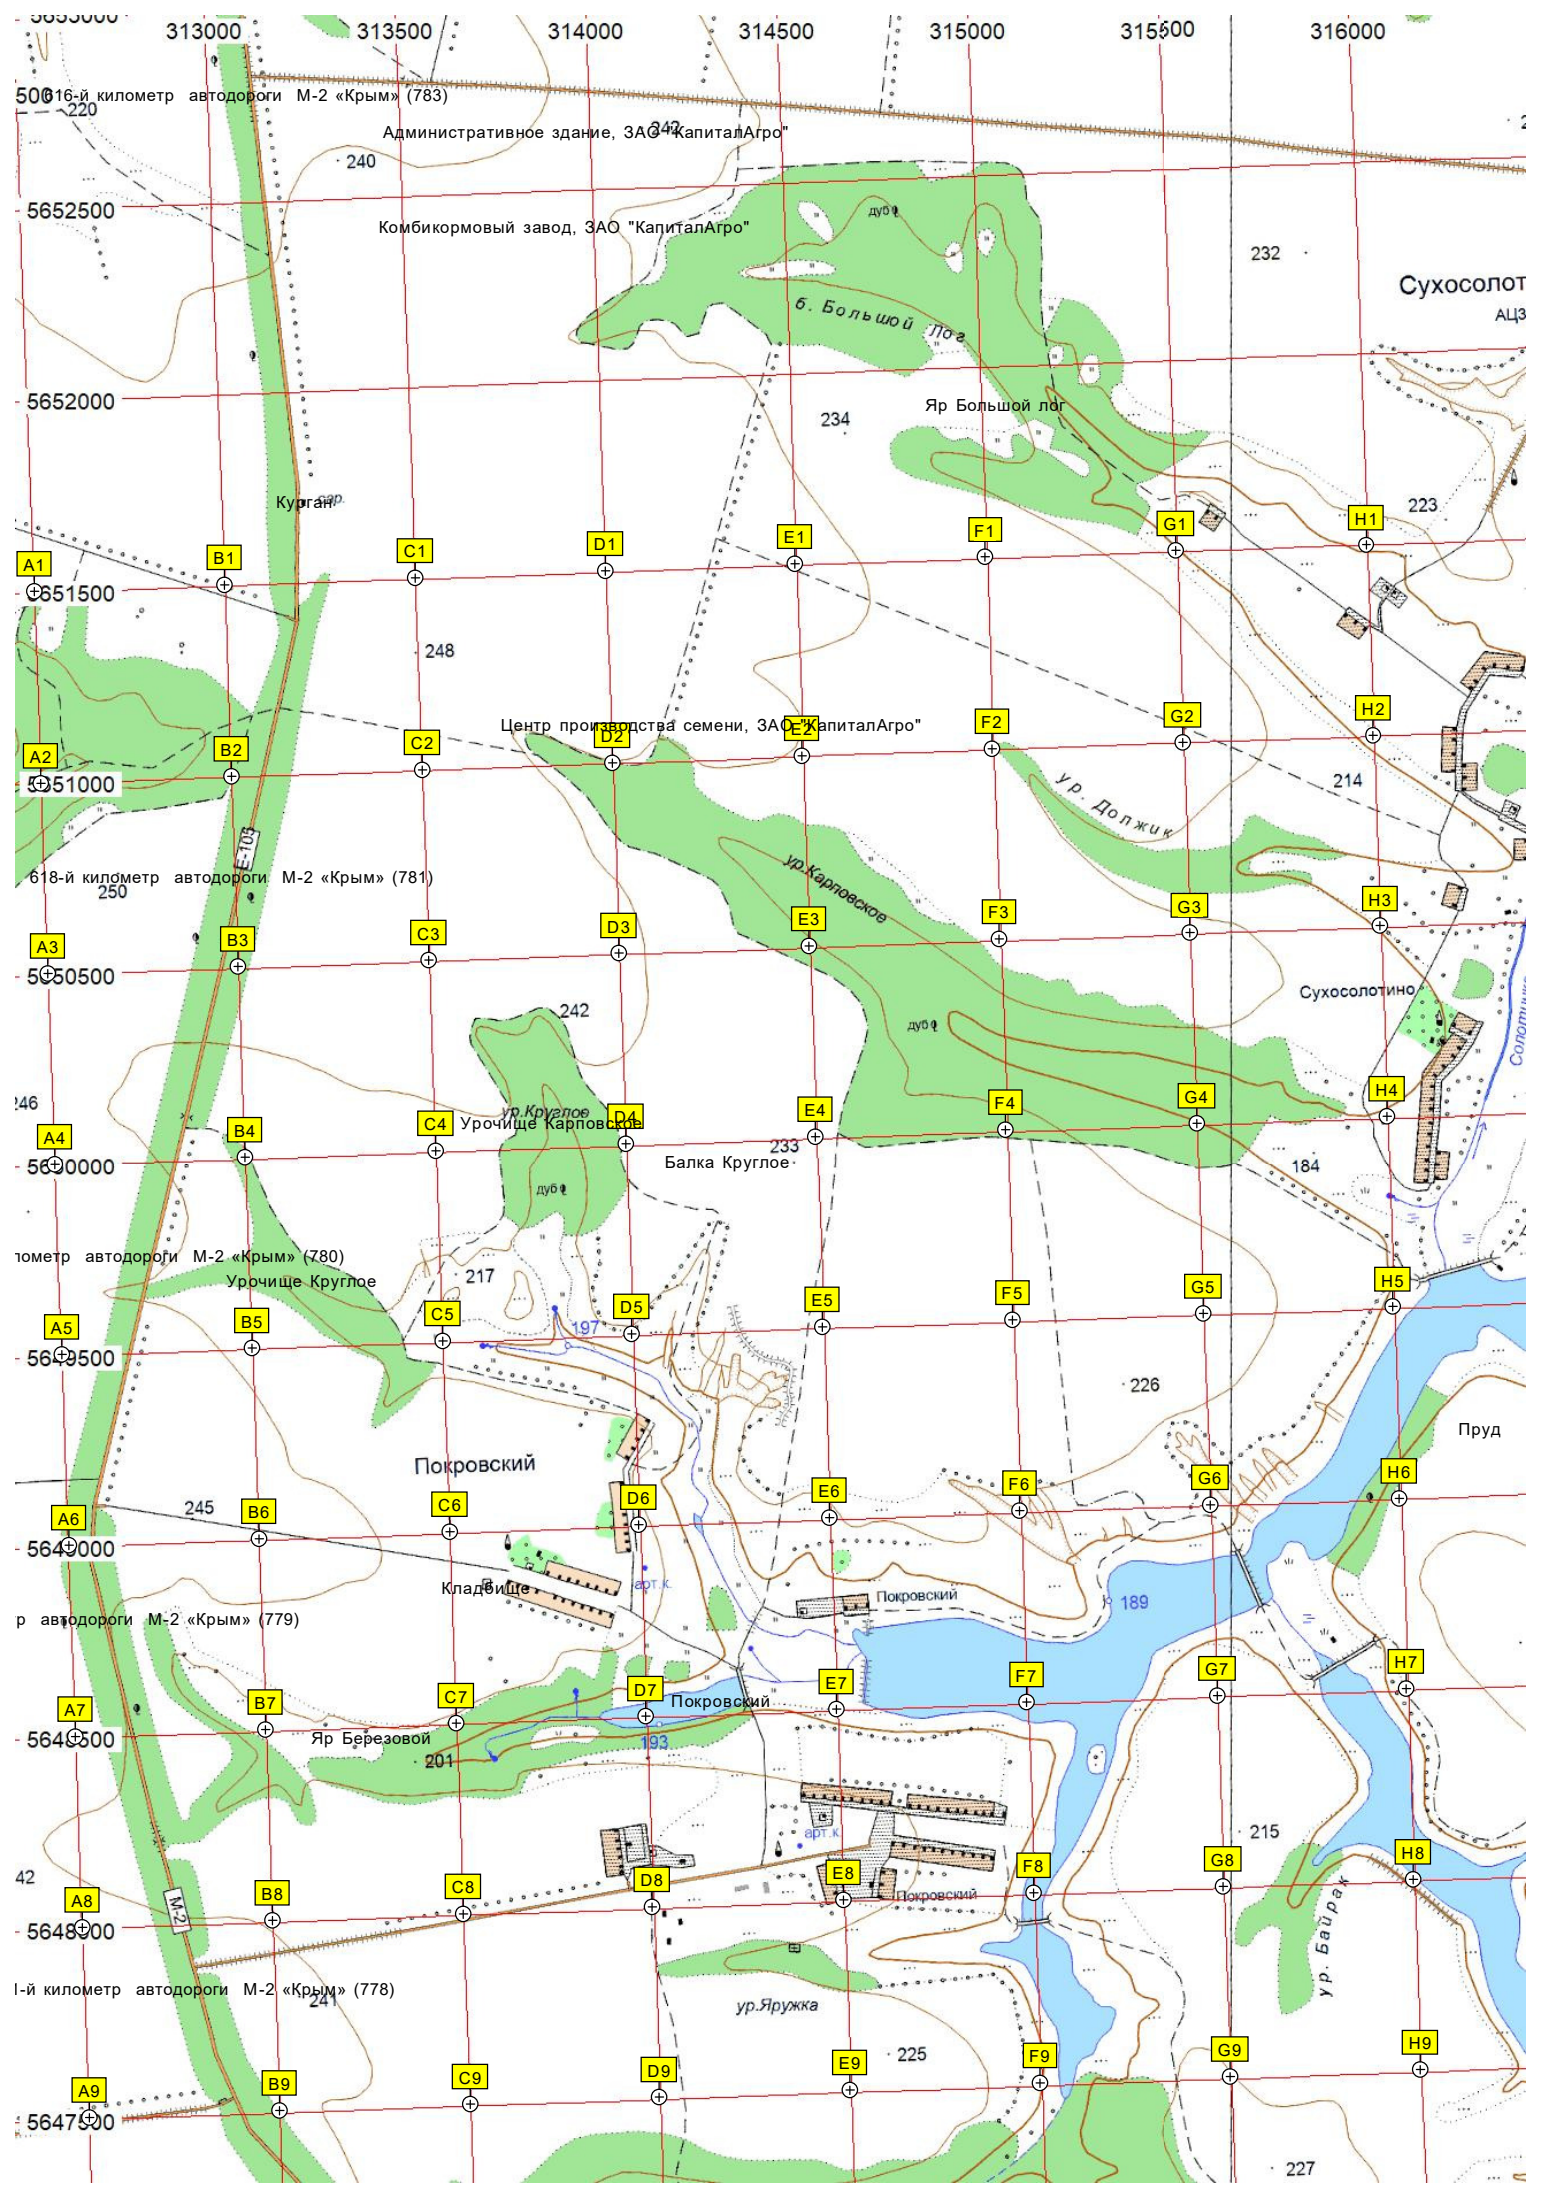 5653000
313000 313500 314000 314500 315000 315500 316000
616-й километр автодороги М-2 «Крым» (783)
220
242
Административное здание, ЗАО "КапиталАгро"
240
5652500
дуб
Комбикормовый завод, ЗАО "КапиталАгро"
232
Сухосолот
АЦЗ
б. Большой Лог
5652000
Яр Большой лог
234
Курган
сар.
223
A1 B1 C1 D1 E1 F1 G1 H1
5651500
248
Центр производства семени, ЗАО "КапиталАгро"
A2 B2 C2 D2 E2 F2 G2 H2
5651000
214
ур. Должик
E-105
ур.Карповское
618-й километр автодороги М-2 «Крым» (781)
250
A3 B3 C3 D3 E3 F3 G3 H3
5650500
Сухосолотино
242
дуб
246
ур.Круглое
A4 B4 C4 D4 E4 F4 G4 H4
Урочище Карповское
233
Балка Круглое
5650000
184
дуб
лометр автодороги М-2 «Крым» (780)
217
Урочище Круглое
A5 B5 C5 D5 E5 F5 G5 H5
197
5649500
226
Пруд
Покровский
245
A6 B6 C6 D6 E6 F6 G6 H6
5649000
Кладбище
арт.к.
Покровский
189
р автодороги М-2 «Крым» (779)
A7 B7 C7 D7 E7 F7 G7 H7
Покровский
5648500
Яр Березовой
193
201
арт.к.
215
42
A8 B8 C8 D8 E8 F8 G8 H8
М-2
Покровский
5648000
ур. Байрак
й километр автодороги М-2 «Крым» (778)
241
ур.Яружка
225
A9 B9 C9 D9 E9 F9 G9 H9
5647500
227